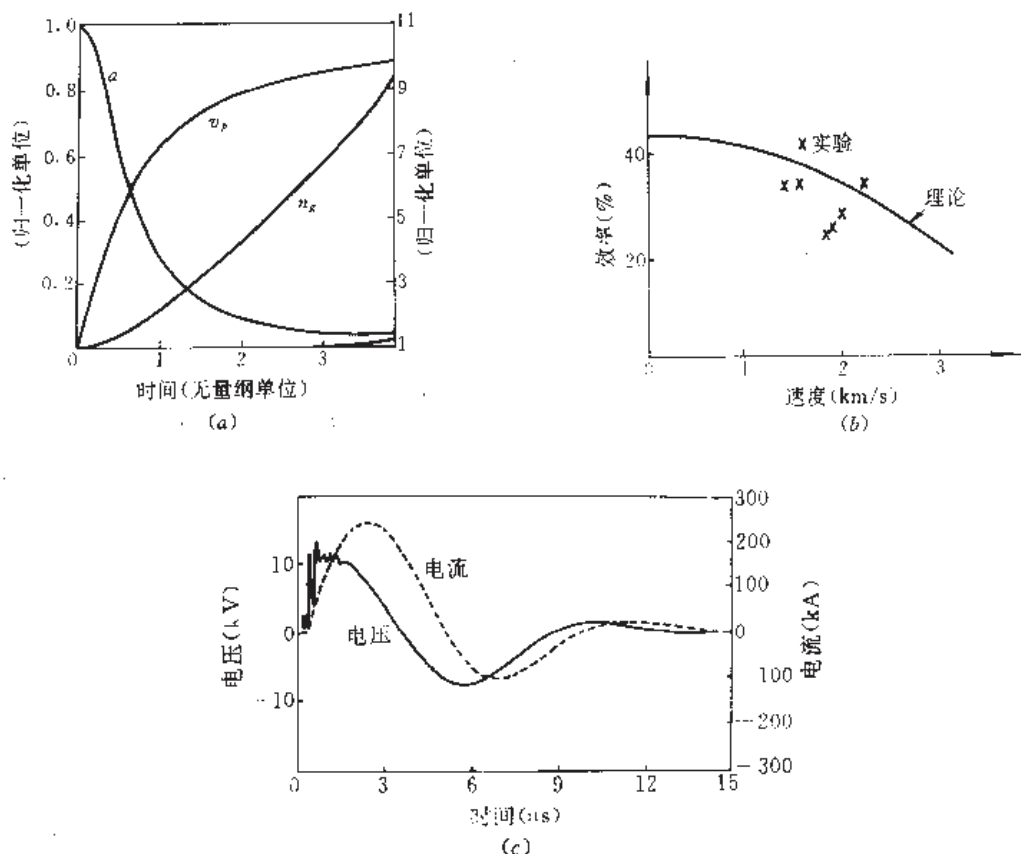 1.0
0.8
0.6
0.4
0.2
0
1
2
3
11
9
7
5
3
1
a
v_p
n_g
(归一化单位)
(归一化单位)
时间(无量纲单位)
(a)
40
20
0
1
2
3
x实验
理论
效率(%)
速度(km/s)
(b)
10
0
-10
300
200
100
0
100
-200
-300
0
3
6
9
12
15
电流
电压
电压(kV)
电流(kA)
时间(ns)
(c)